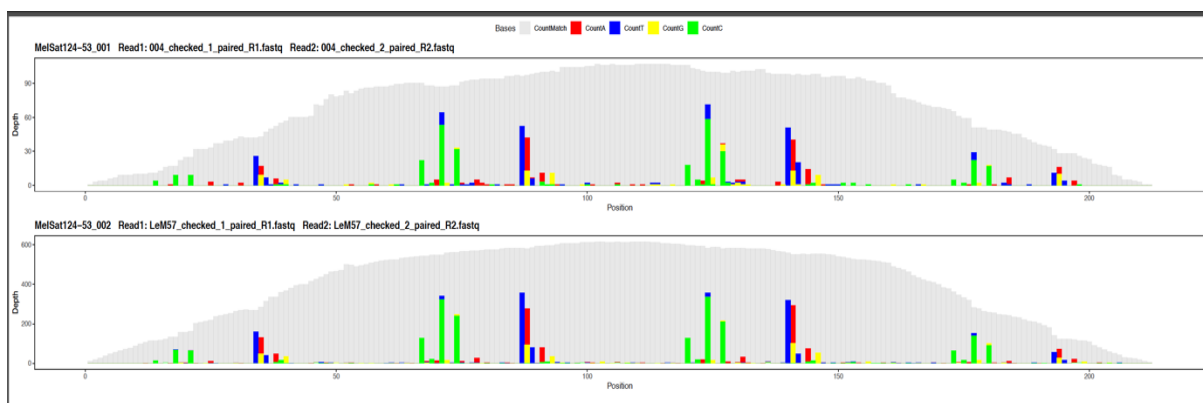 Bases CountMatch CountA CountT CountG CountC
MelSat124-53_001 Read1: 004_checked_1_paired_R1.fastq Read2: 004_checked_2_paired_R2.fastq
90
60
30
0
Depth
0 50 100 150 200
Position
MelSat124-53_002 Read1: LeM57_checked_1_paired_R1.fastq Read2: LeM57_checked_2_paired_R2.fastq
600
400
200
0
Depth
0 50 100 150 200
Position